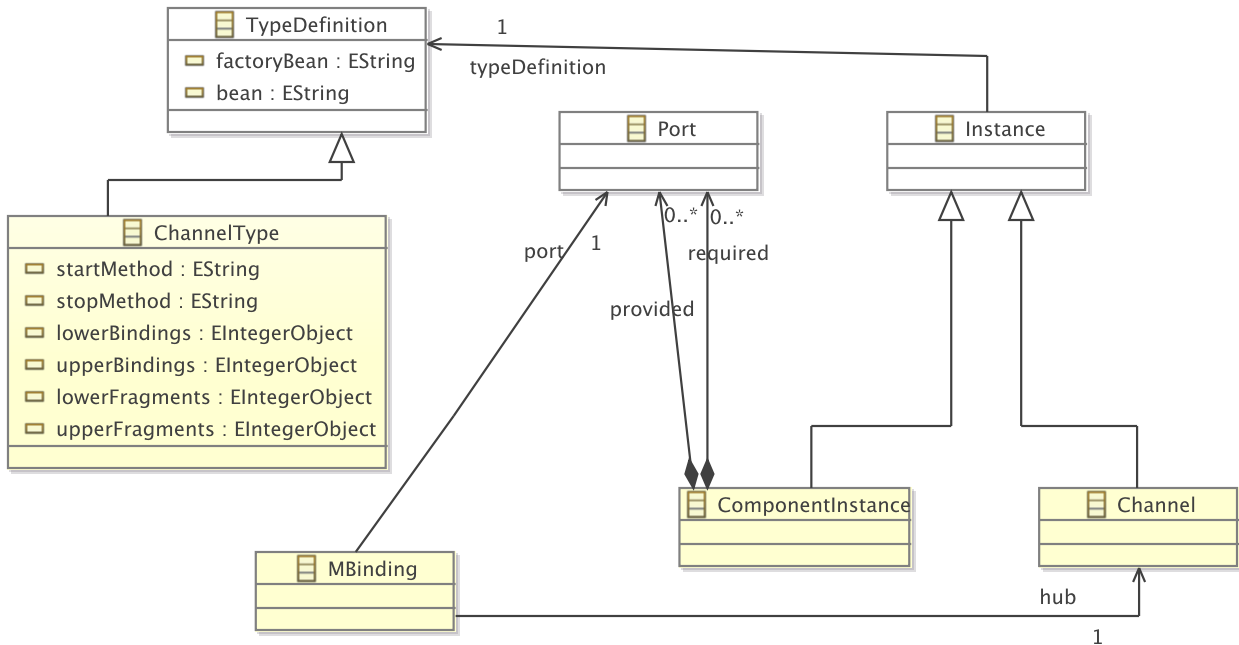 TypeDefinition
factoryBean : EString
bean : EString
1
typeDefinition
Port
Instance
ChannelType
startMethod : EString
stopMethod : EString
lowerBindings : EIntegerObject
upperBindings : EIntegerObject
lowerFragments : EIntegerObject
upperFragments : EIntegerObject
port
1
0..*
0..*
required
provided
ComponentInstance
Channel
MBinding
hub
1